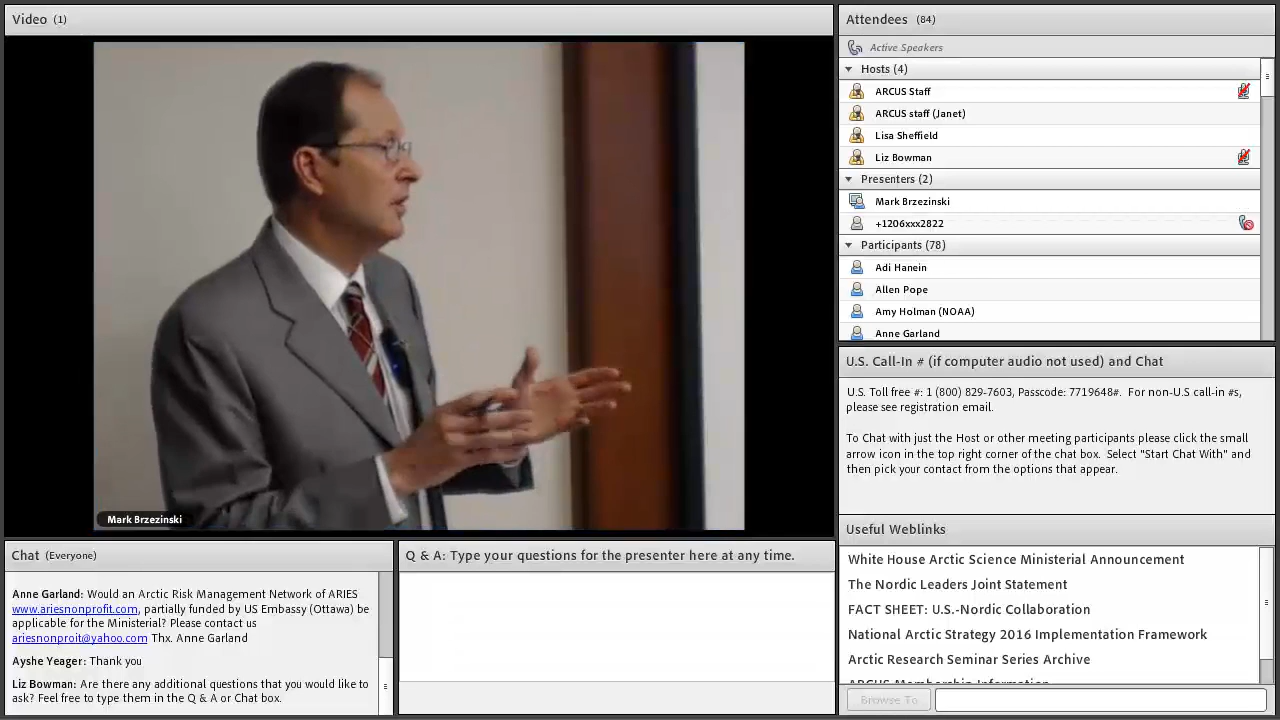 Video (1)
Mark Brzezinski
Attendees (84)
Active Speakers
Hosts (4)
ARCUS Staff
ARCUS staff (Janet)
Lisa Sheffield
Liz Bowman
Presenters (2)
Mark Brzezinski
+1206xxx2822
Participants (78)
Adi Hanein
Allen Pope
Amy Holman (NOAA)
Anne Garland
U.S. Call-In # (if computer audio not used) and Chat
U.S. Toll free #: 1 (800) 829-7603, Passcode: 7719648#. For non-U.S call-in #s,
please see registration email.
To Chat with just the Host or other meeting participants please click the small
arrow icon in the top right corner of the chat box. Select "Start Chat With" and
then pick your contact from the options that appear.
Chat (Everyone)
Anne Garland: Would an Arctic Risk Management Network of ARIES
www.ariesnonprofit.com, partially funded by US Embassy (Ottawa) be
applicable for the Ministerial? Please contact us
ariesnonproit@yahoo.com Thx. Anne Garland
Ayshe Yeager: Thank you
Liz Bowman: Are there any additional questions that you would like to
ask? Feel free to type them in the Q & A or Chat box.
Q & A: Type your questions for the presenter here at any time.
Useful Weblinks
White House Arctic Science Ministerial Announcement
The Nordic Leaders Joint Statement
FACT SHEET: U.S.-Nordic Collaboration
National Arctic Strategy 2016 Implementation Framework
Arctic Research Seminar Series Archive
ARCUS Membership Information
Browse To